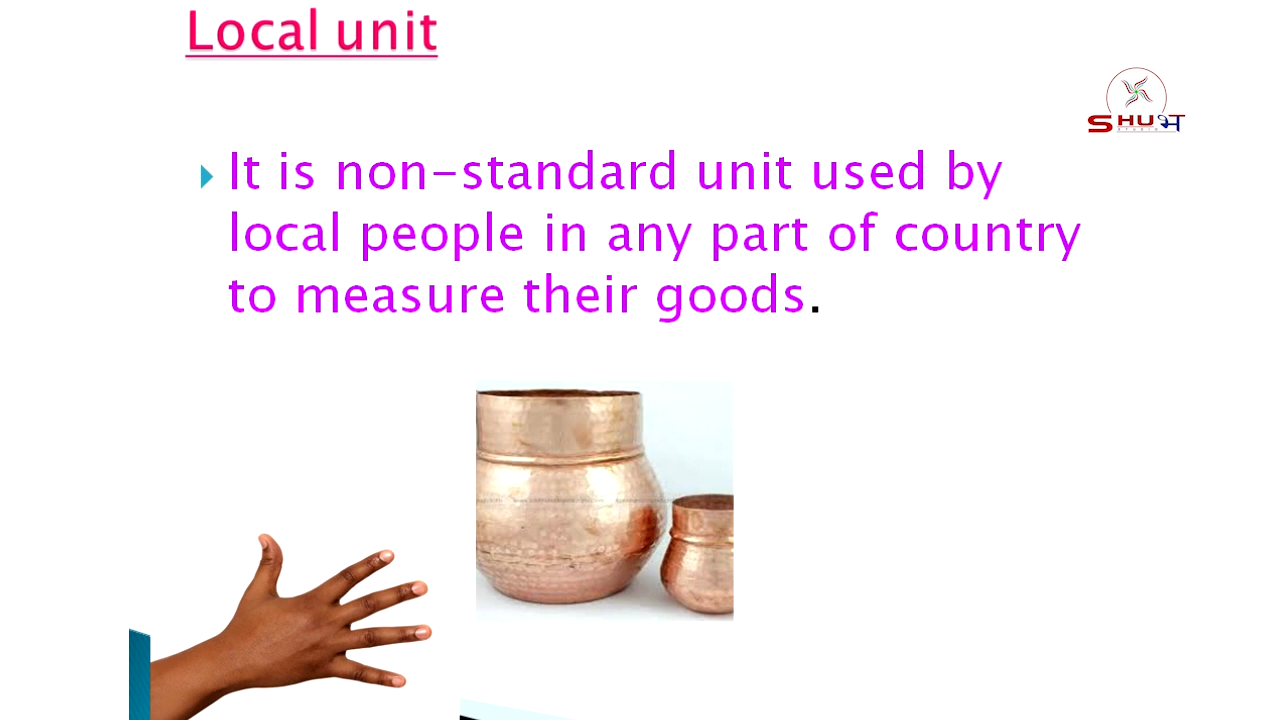 Local unit
SHUभ
STUDIO
It is non-standard unit used by
local people in any part of country
to measure their goods.